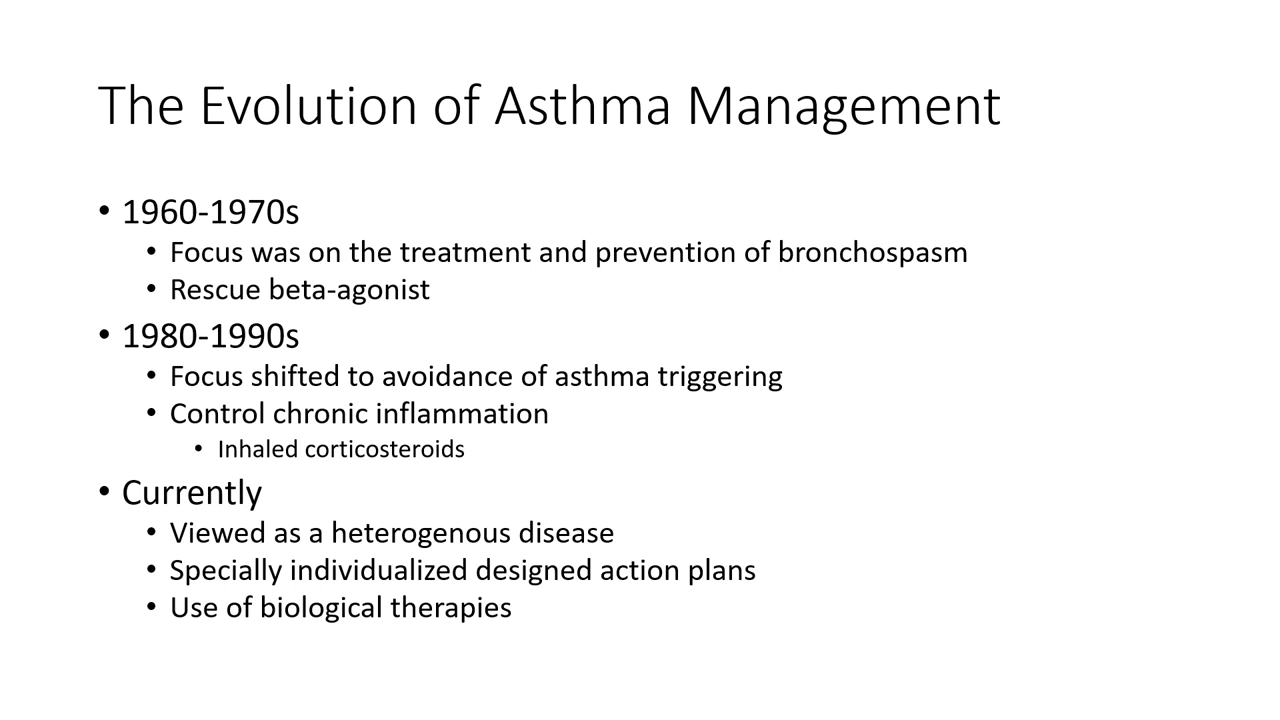 The Evolution of Asthma Management
• 1960-1970s
• Focus was on the treatment and prevention of bronchospasm
• Rescue beta-agonist
• 1980-1990s
• Focus shifted to avoidance of asthma triggering
• Control chronic inflammation
• Inhaled corticosteroids
• Currently
• Viewed as a heterogenous disease
• Specially individualized designed action plans
• Use of biological therapies